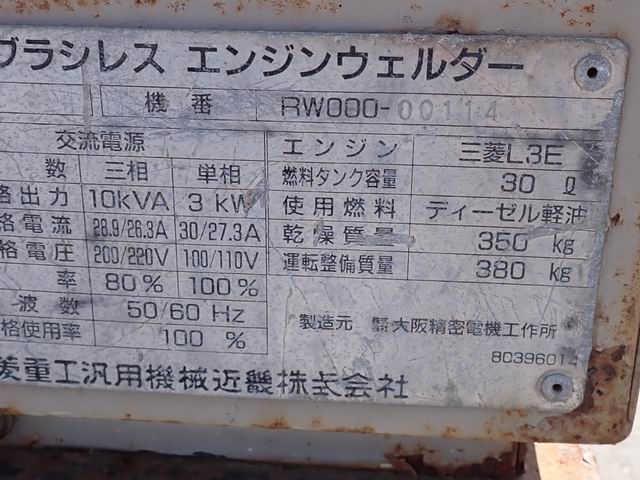 ブラシレス エンジンウェルダー
機番 RW000-00114
交流電源
数 三相 単相
格出力 10kVA 3 kW
格電流 28.9/26.3A 30/27.3A
格電圧 200/220V 100/110V
率 80% 100%
波数 50/60 Hz
格使用率 100 %
エンジン 三菱L3E
燃料タンク容量 30 ℓ
使用燃料 ディーゼル軽油
乾燥質量 350 kg
運転整備質量 380 kg
製造元 株式会社 大阪精密電機工作所
8039601
菱重工汎用機械近畿株式会社